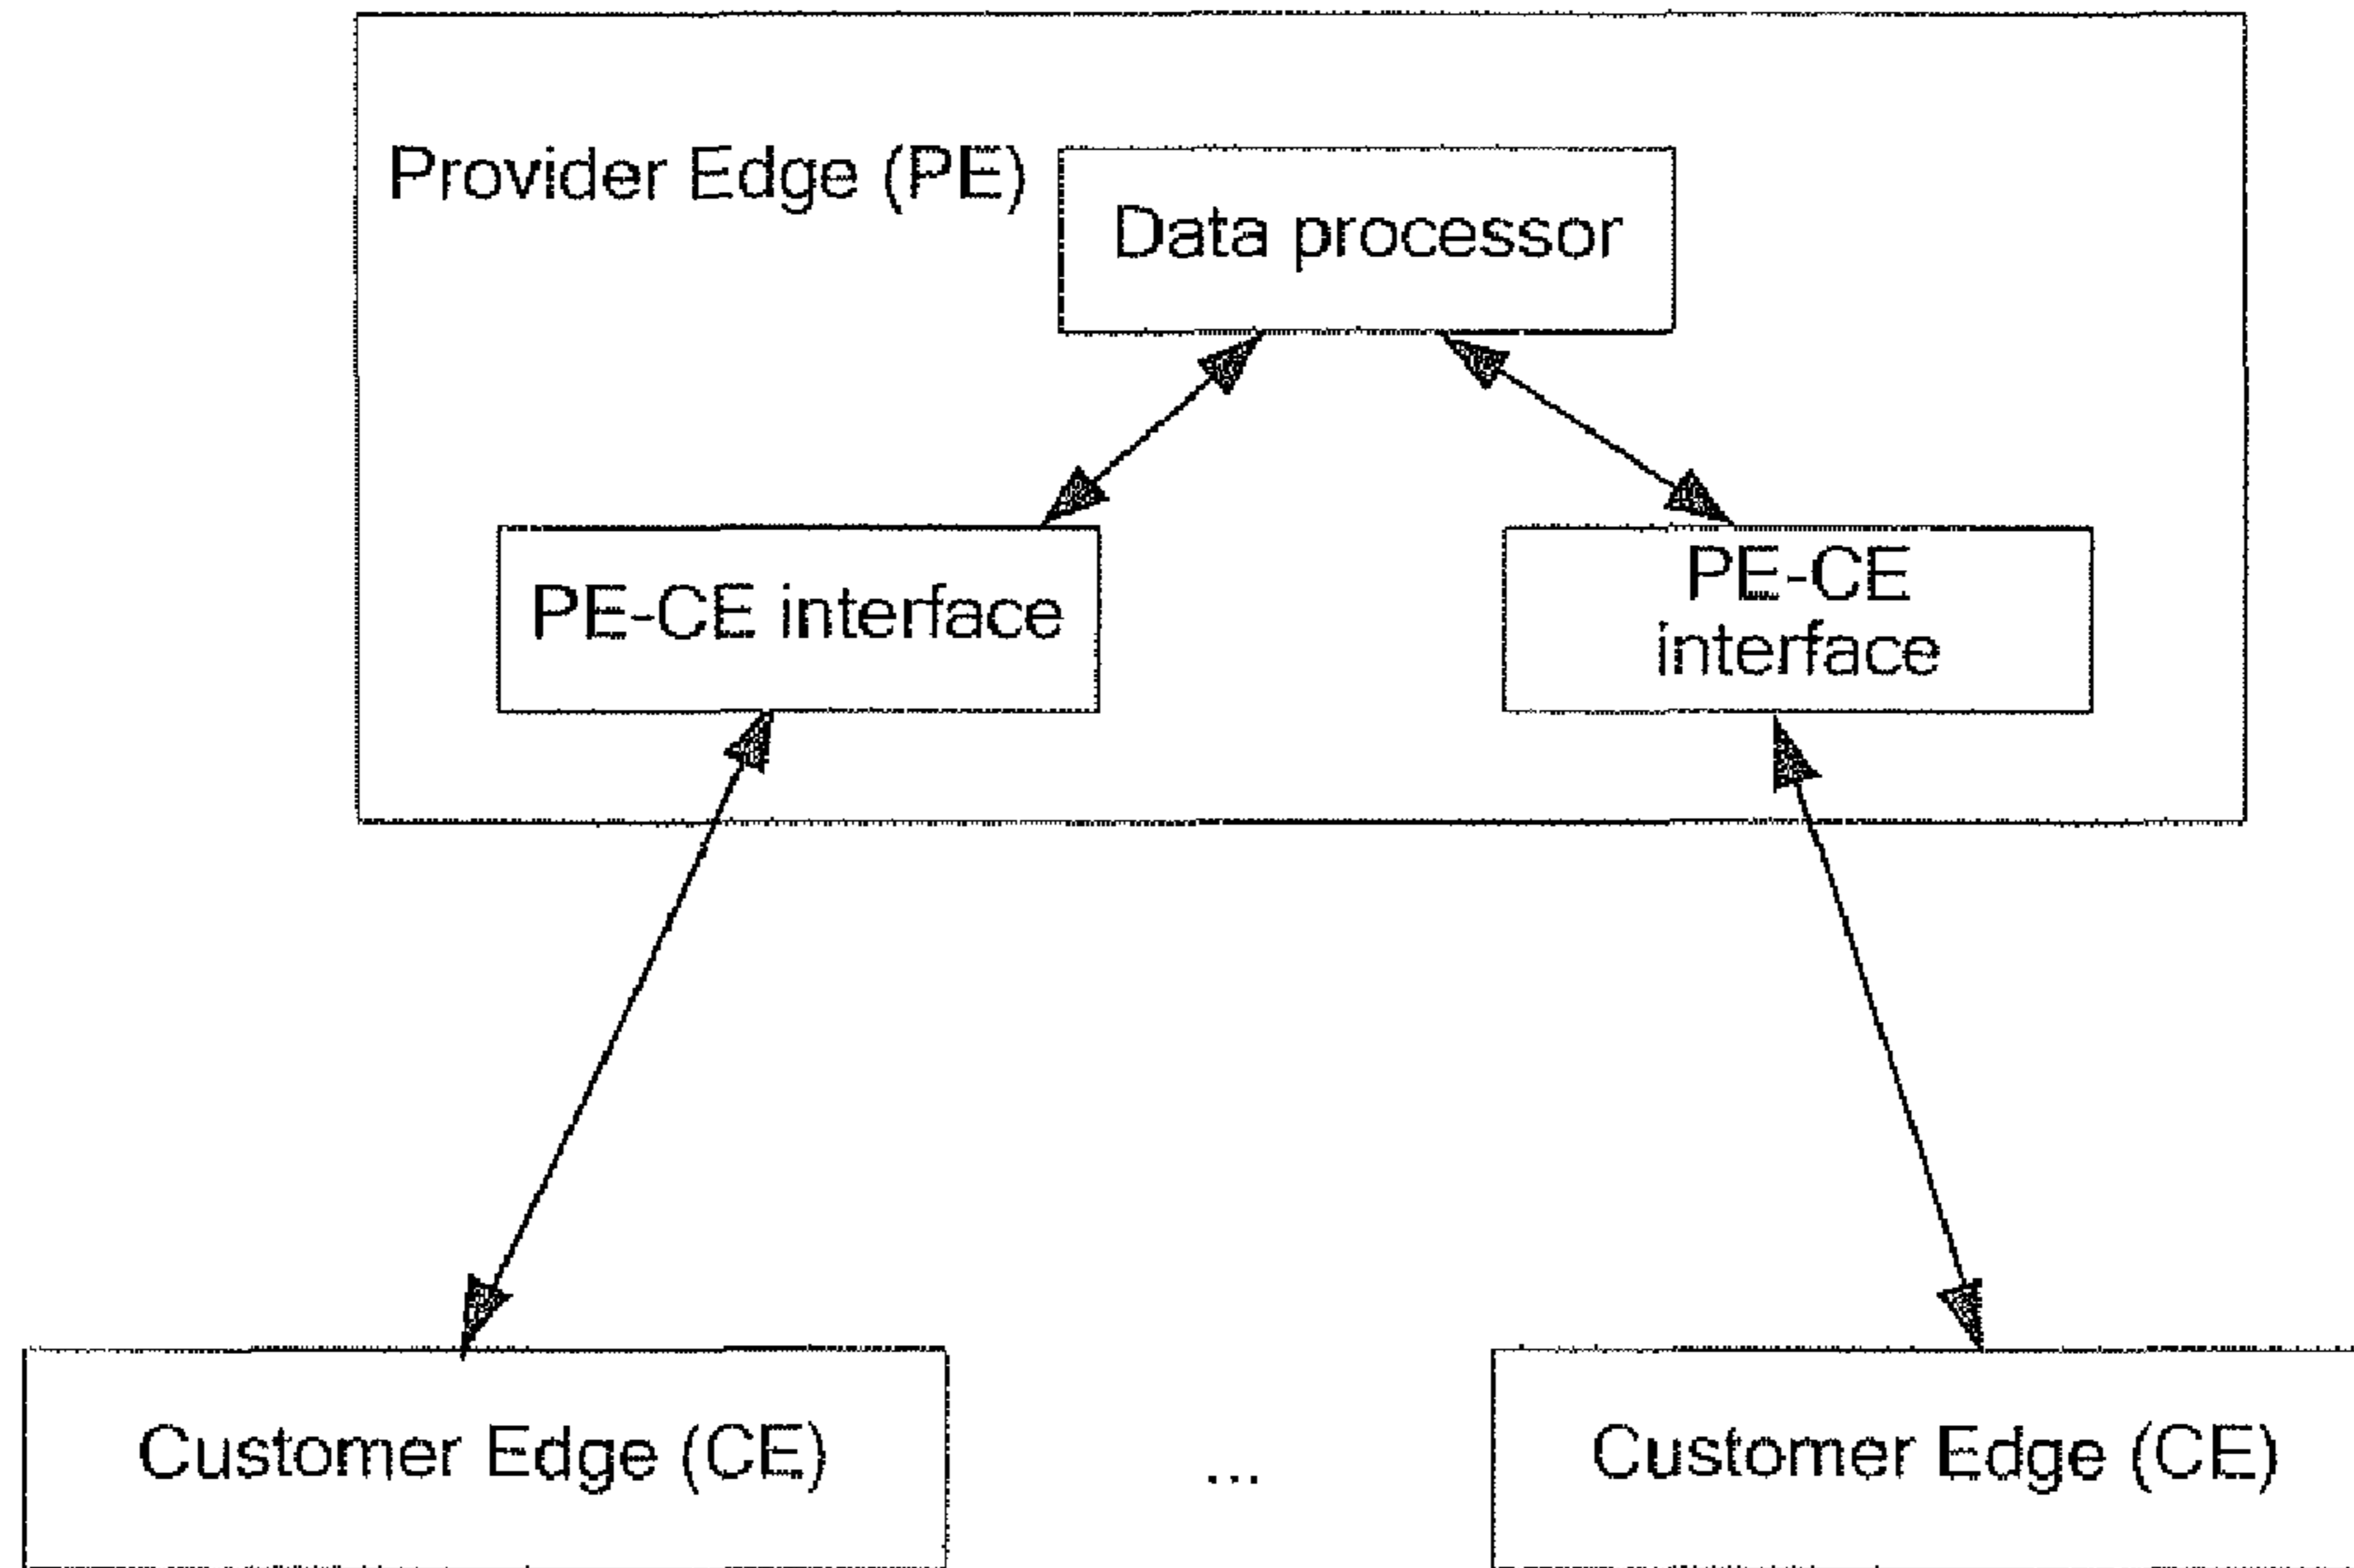 Provider Edge (PE)
Data processor
PE-CE interface
PE-CE
interface
Customer Edge (CE)
...
Customer Edge (CE)